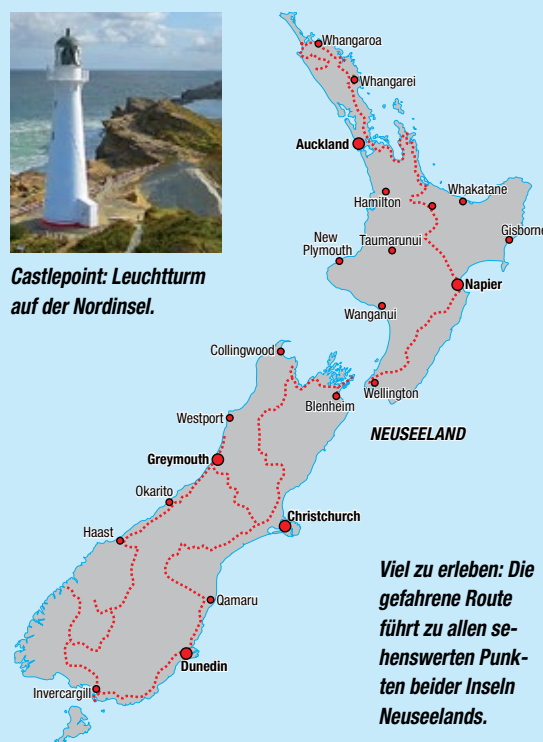 Whangaroa
Whangarei
Auckland
Hamilton
Whakatane
Gisborne
New
Plymouth
Taumarunui
Napier
Wanganui
Castlepoint: Leuchtturm
auf der Nordinsel.
Collingwood
Wellington
Blenheim
Westport
NEUSEELAND
Greymouth
Okarito
Christchurch
Haast
Qamaru
Dunedin
Invercargill
Viel zu erleben: Die
gefahrene Route
führt zu allen se-
henswerten Punk-
ten beider Inseln
Neuseelands.